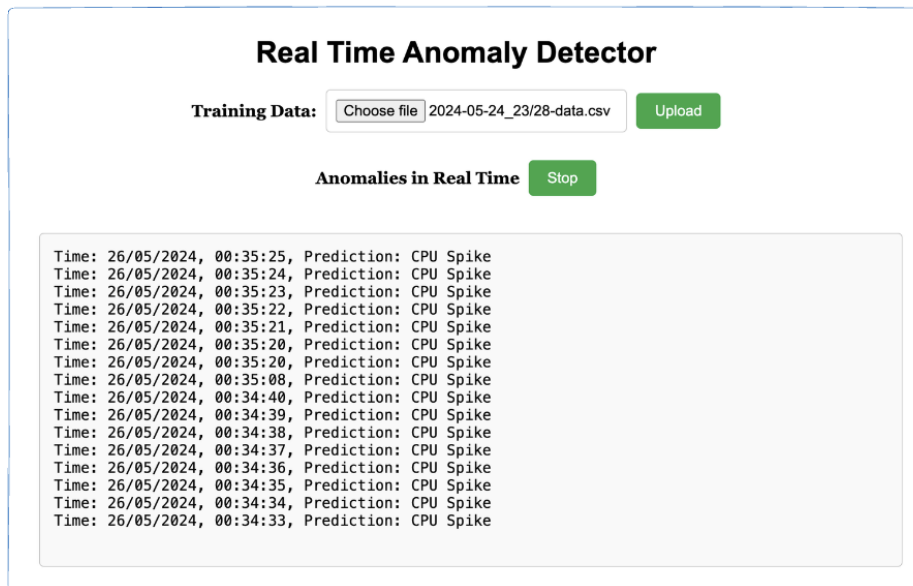 Real Time Anomaly Detector
Training Data: Choose file 2024-05-24_23/28-data.csv Upload
Anomalies in Real Time Stop
Time: 26/05/2024, 00:35:25, Prediction: CPU Spike
Time: 26/05/2024, 00:35:24, Prediction: CPU Spike
Time: 26/05/2024, 00:35:23, Prediction: CPU Spike
Time: 26/05/2024, 00:35:22, Prediction: CPU Spike
Time: 26/05/2024, 00:35:21, Prediction: CPU Spike
Time: 26/05/2024, 00:35:20, Prediction: CPU Spike
Time: 26/05/2024, 00:35:20, Prediction: CPU Spike
Time: 26/05/2024, 00:35:08, Prediction: CPU Spike
Time: 26/05/2024, 00:34:40, Prediction: CPU Spike
Time: 26/05/2024, 00:34:39, Prediction: CPU Spike
Time: 26/05/2024, 00:34:38, Prediction: CPU Spike
Time: 26/05/2024, 00:34:37, Prediction: CPU Spike
Time: 26/05/2024, 00:34:36, Prediction: CPU Spike
Time: 26/05/2024, 00:34:35, Prediction: CPU Spike
Time: 26/05/2024, 00:34:34, Prediction: CPU Spike
Time: 26/05/2024, 00:34:33, Prediction: CPU Spike